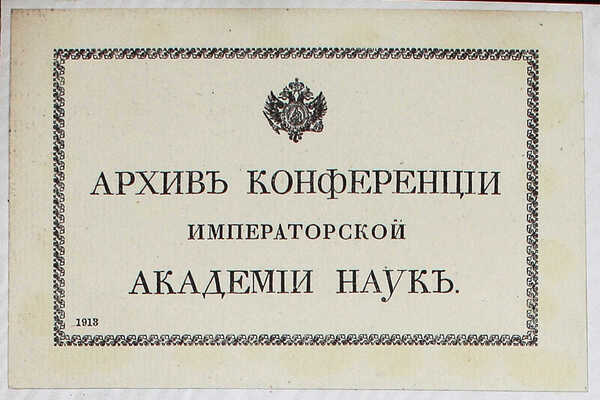 АРХИВЪ КОНФЕРЕНЦІИ
ИМПЕРАТОРСКОЙ
АКАДЕМІИ НАУКЪ.
1913